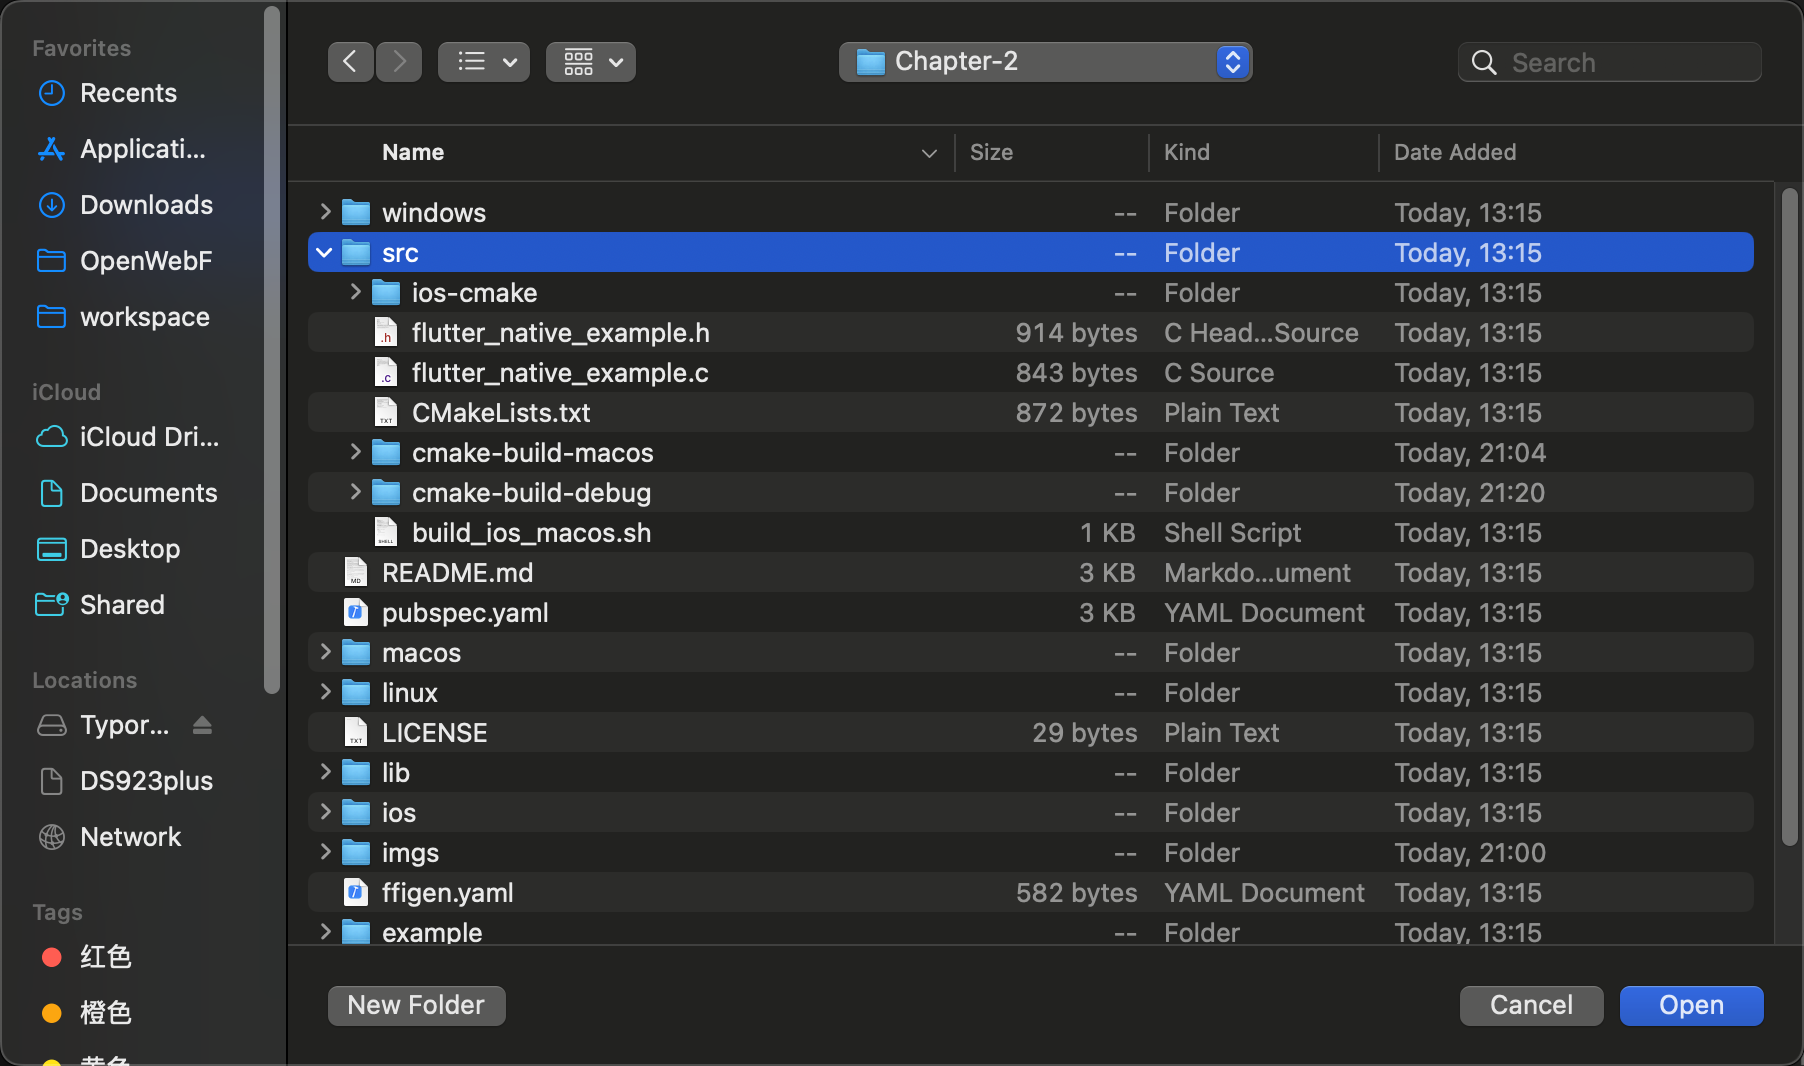 Favorites
Recents
Applicati...
Downloads
OpenWebF
workspace
iCloud
iCloud Dri...
Documents
Desktop
Shared
Locations
Typor...
DS923plus
Network
Tags
红色
橙色
黄色
Chapter-2
Search
Name Size Kind Date Added
windows -- Folder Today, 13:15
src -- Folder Today, 13:15
ios-cmake -- Folder Today, 13:15
flutter_native_example.h 914 bytes C Head...Source Today, 13:15
flutter_native_example.c 843 bytes C Source Today, 13:15
CMakeLists.txt 872 bytes Plain Text Today, 13:15
cmake-build-macos -- Folder Today, 21:04
cmake-build-debug -- Folder Today, 21:20
build_ios_macos.sh 1 KB Shell Script Today, 13:15
README.md 3 KB Markdo...ument Today, 13:15
pubspec.yaml 3 KB YAML Document Today, 13:15
macos -- Folder Today, 13:15
linux -- Folder Today, 13:15
LICENSE 29 bytes Plain Text Today, 13:15
lib -- Folder Today, 13:15
ios -- Folder Today, 13:15
imgs -- Folder Today, 21:00
ffigen.yaml 582 bytes YAML Document Today, 13:15
example -- Folder Today, 13:15
New Folder Cancel Open